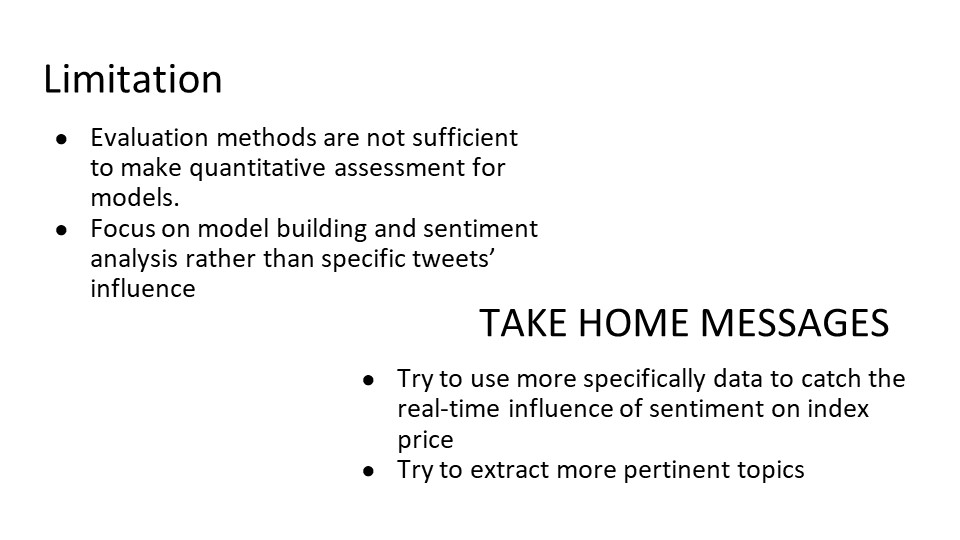 Limitation
● Evaluation methods are not sufficient
to make quantitative assessment for
models.
● Focus on model building and sentiment
analysis rather than specific tweets’
influence
TAKE HOME MESSAGES
● Try to use more specifically data to catch the
real-time influence of sentiment on index
price
● Try to extract more pertinent topics